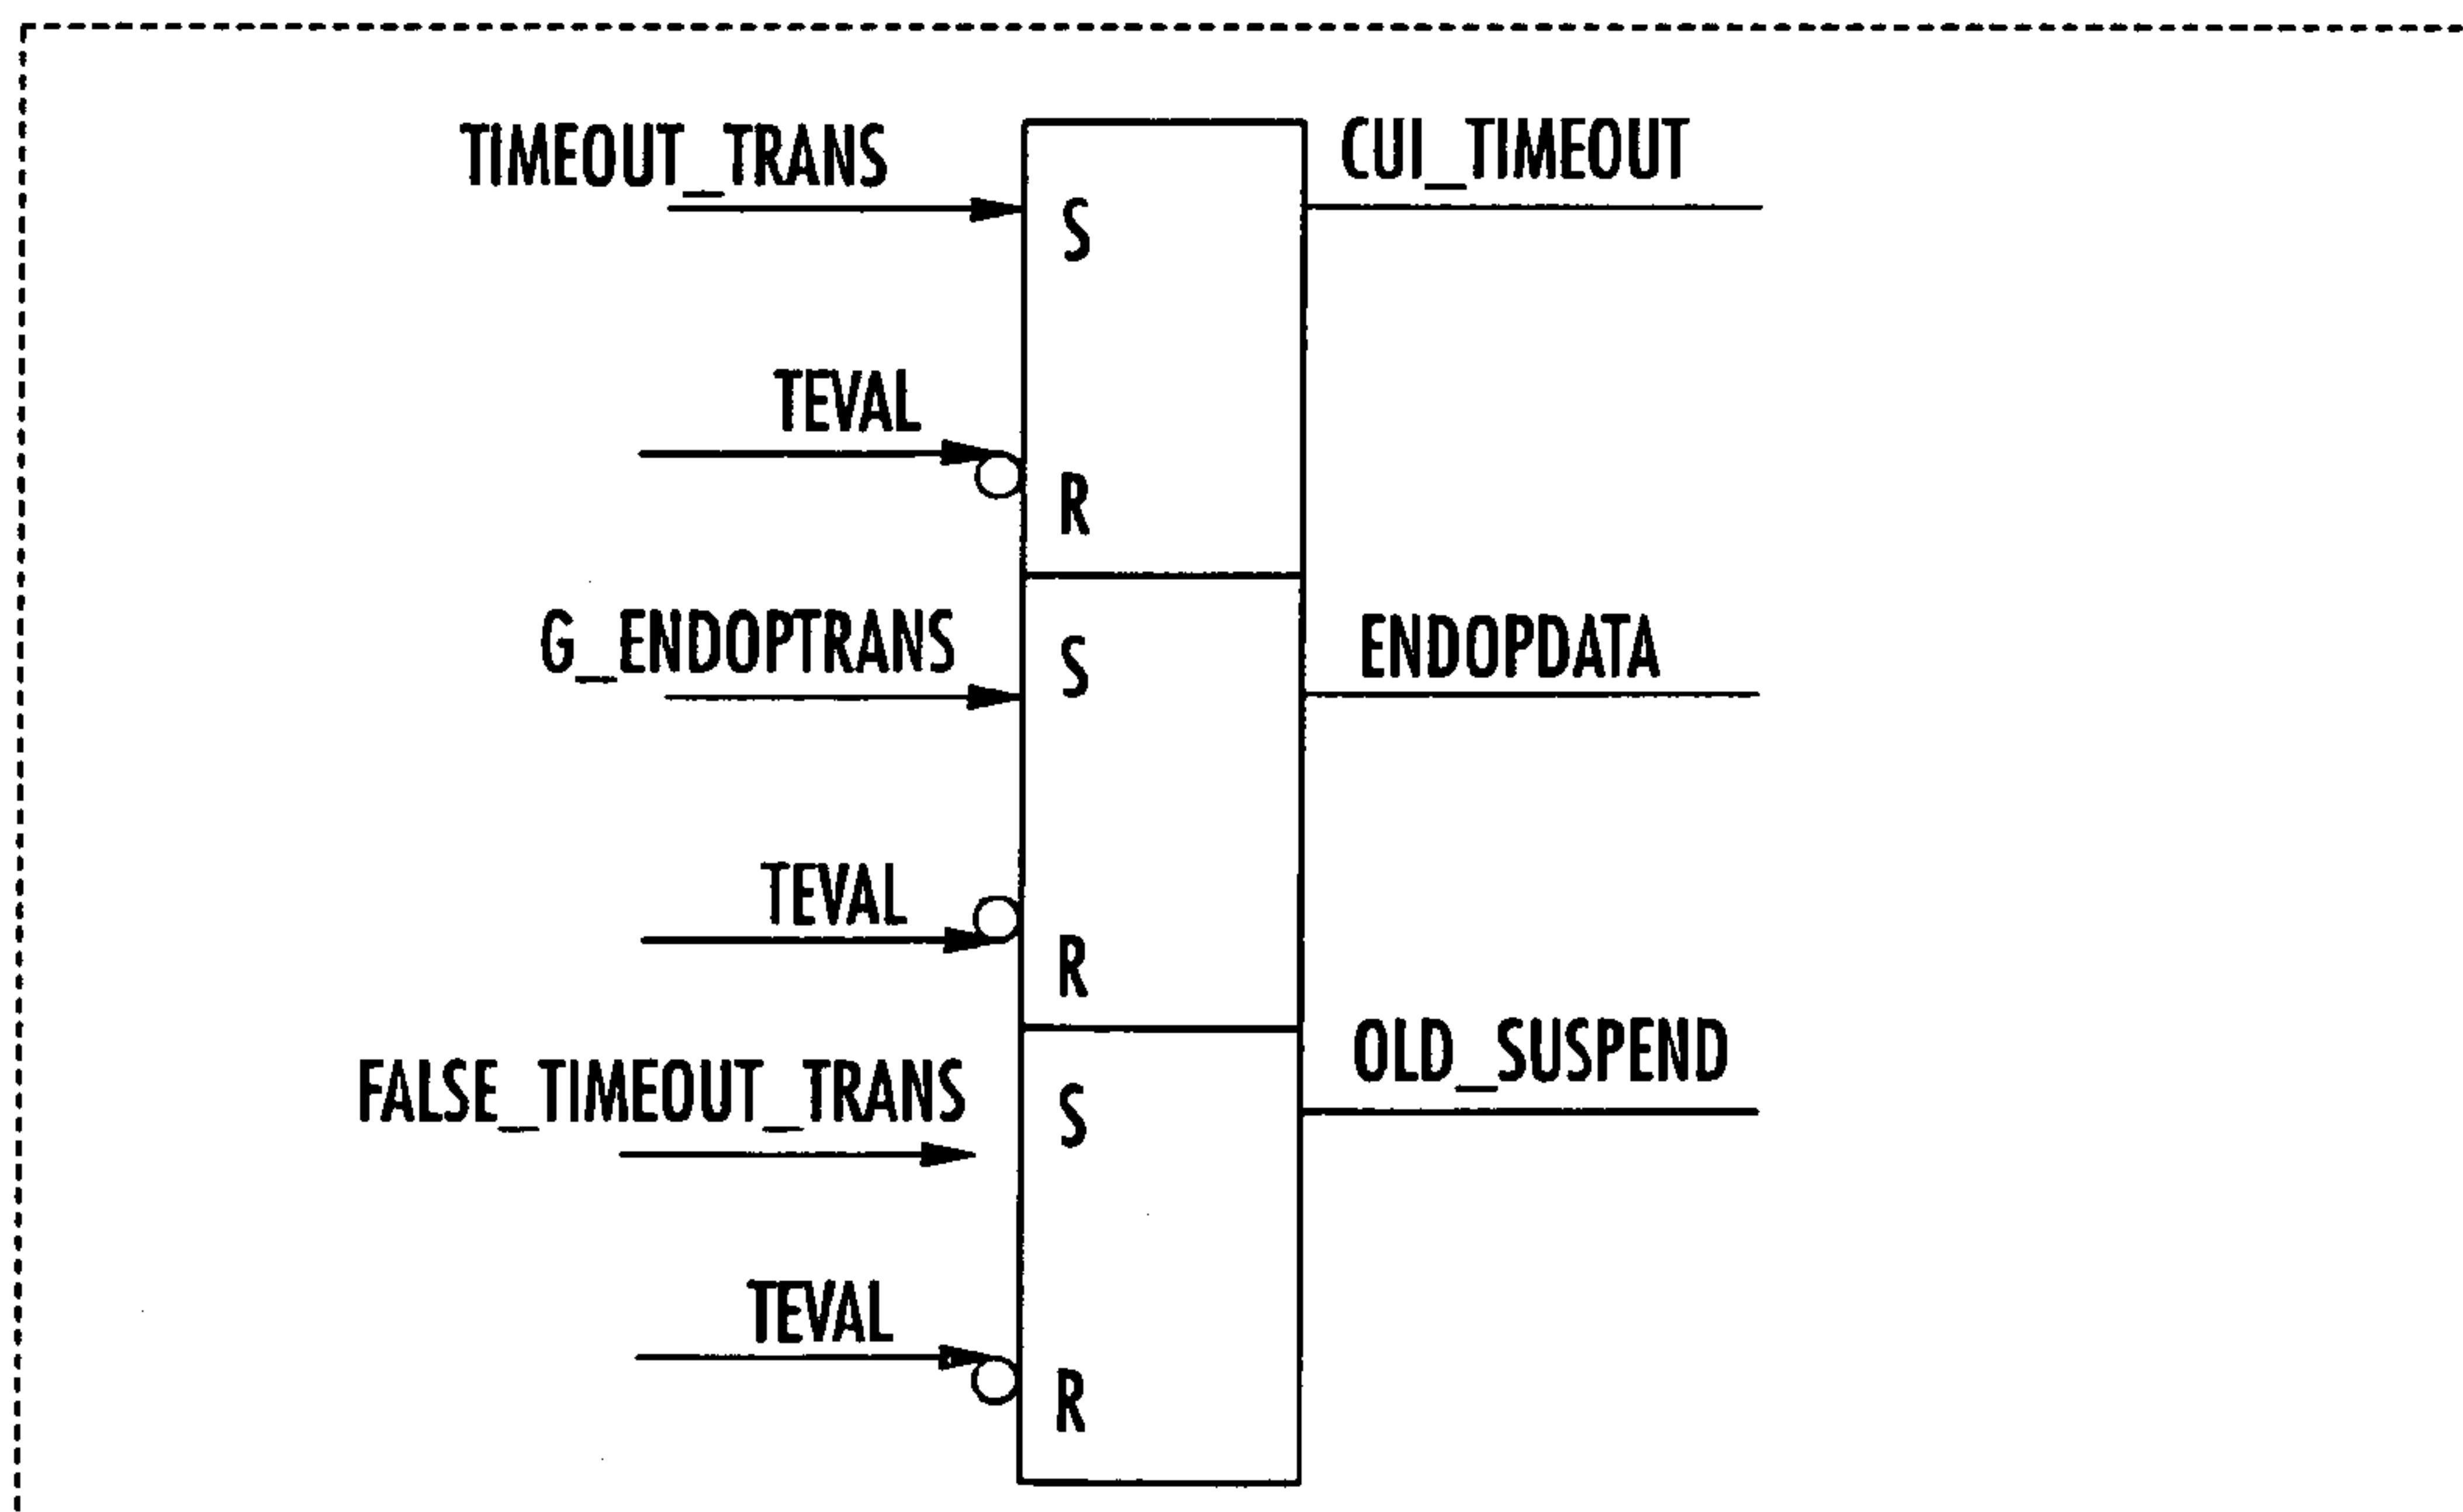 TIMEOUT_TRANS
CUI_TIMEOUT
S
TEVAL
R
G_ENDOPTRANS
S
ENDOPDATA
TEVAL
R
FALSE_TIMEOUT_TRANS
S
OLD_SUSPEND
TEVAL
R